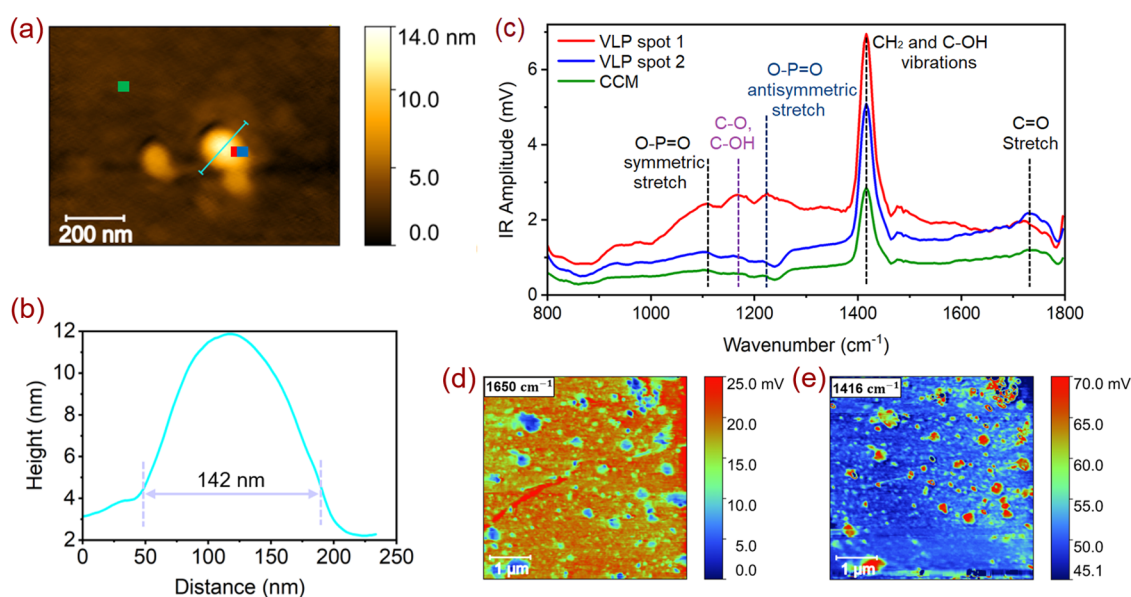 (a)
14.0 nm
10.0
5.0
0.0
200 nm
(b)
Height (nm)
12
10
8
6
4
2
142 nm
0
50
100
150
200
250
Distance (nm)
(c)
IR Amplitude (mV)
6
4
2
0
VLP spot 1
VLP spot 2
CCM
O-P=O
symmetric
stretch
C-O,
C-OH
O-P=O
antisymmetric
stretch
CH₂ and C-OH
vibrations
C=O
Stretch
800
1000
1200
1400
1600
1800
Wavenumber (cm⁻¹)
(d)
1650 cm⁻¹
1 µm
25.0 mV
20.0
15.0
10.0
5.0
0.0
(e)
1416 cm⁻¹
1 µm
70.0 mV
65.0
60.0
55.0
50.0
45.1